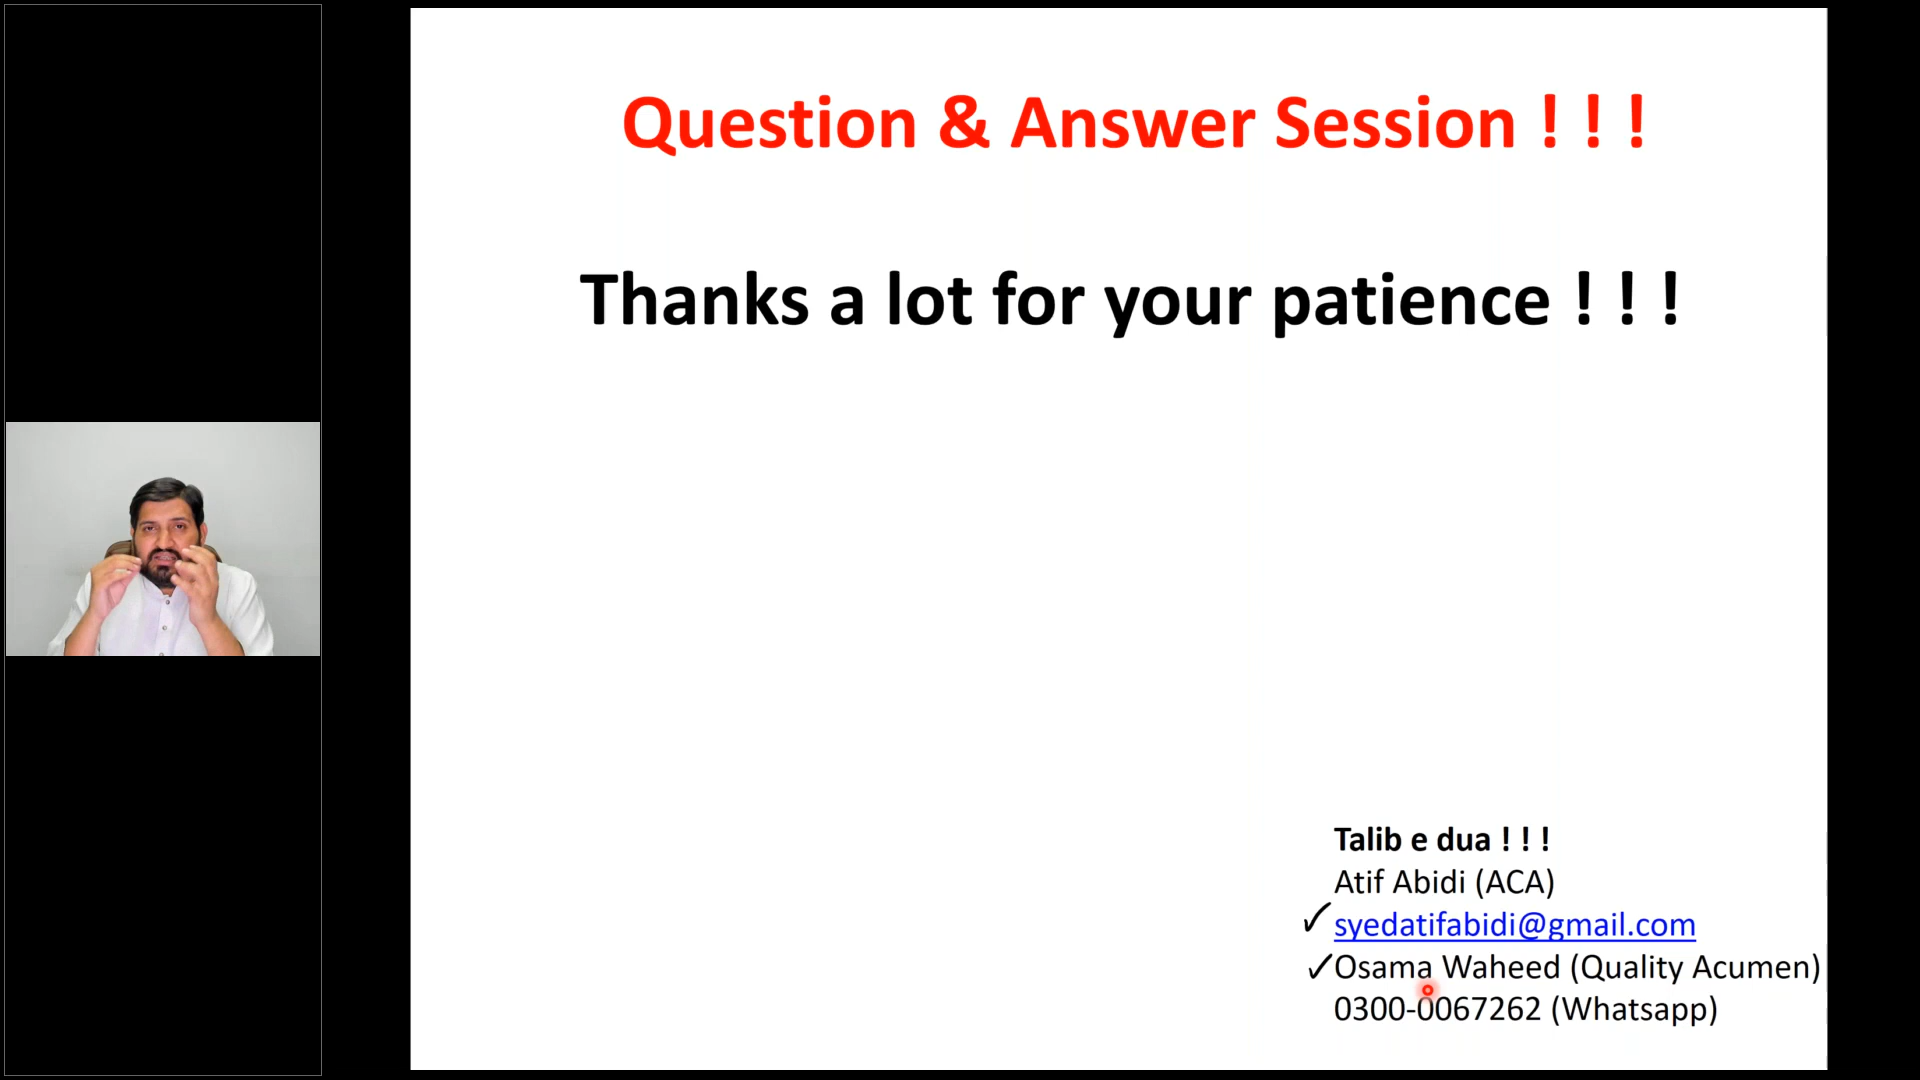 Question & Answer Session ! ! !
Thanks a lot for your patience ! ! !
Talib e dua ! ! !
Atif Abidi (ACA)
✓ syedatifabidi@gmail.com
✓ Osama Waheed (Quality Acumen)
0300-0067262 (Whatsapp)